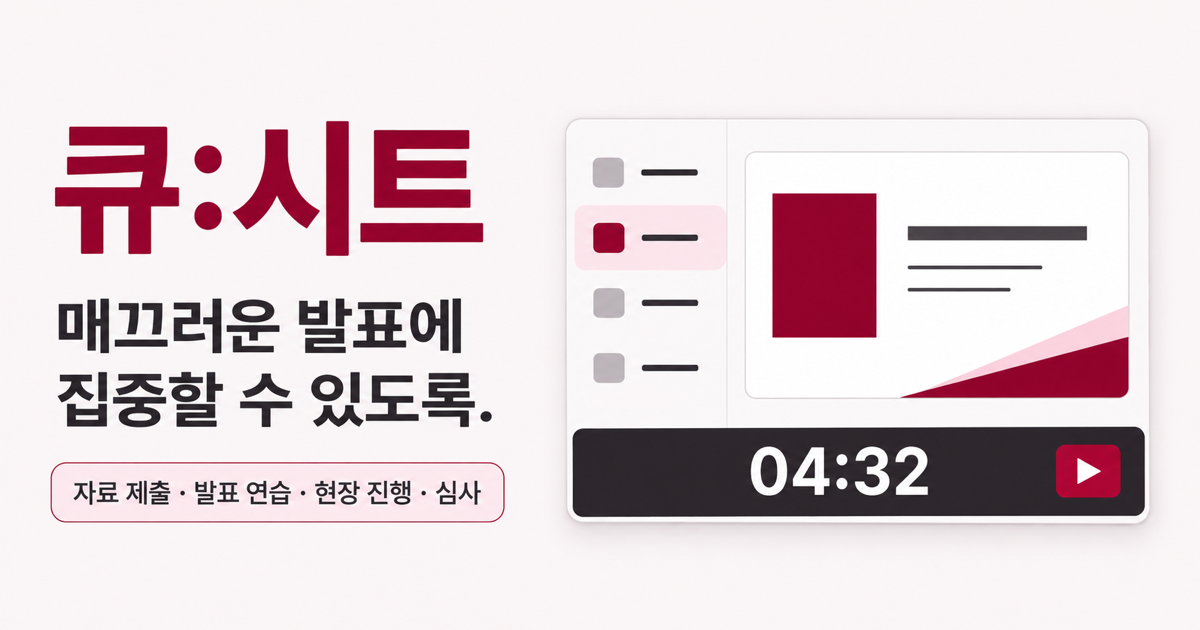 큐:시트
매끄러운 발표에
집중할 수 있도록.
자료 제출 · 발표 연습 · 현장 진행 · 심사
04:32